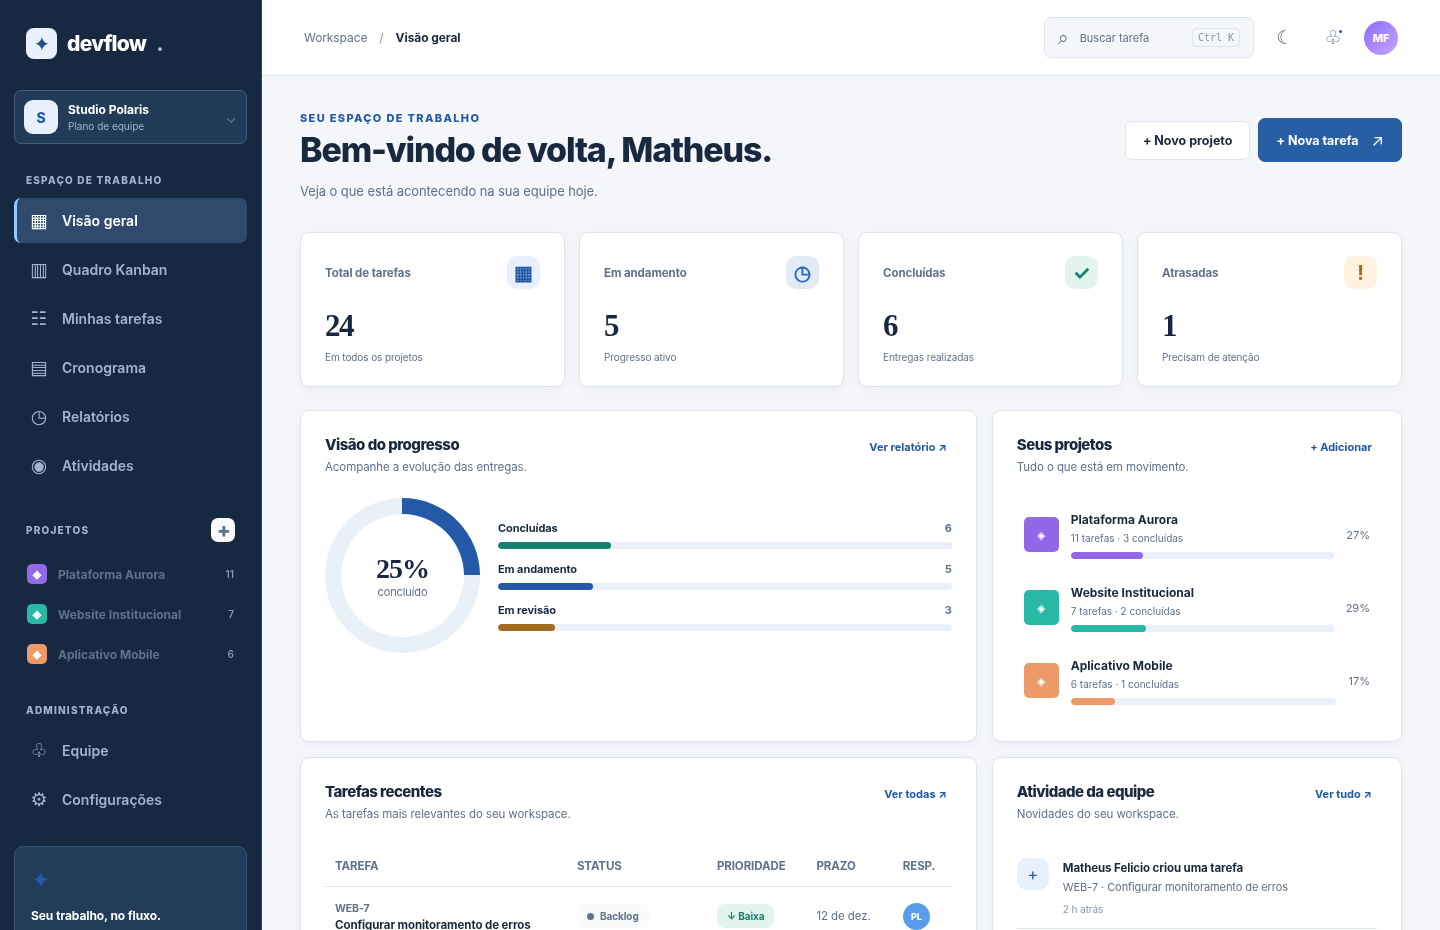 devflow .
S
Studio Polaris
Plano de equipe
ESPAÇO DE TRABALHO
Visão geral
Quadro Kanban
Minhas tarefas
Cronograma
Relatórios
Atividades
PROJETOS
+
Plataforma Aurora 11
Website Institucional 7
Aplicativo Mobile 6
ADMINISTRAÇÃO
Equipe
Configurações
Seu trabalho, no fluxo.
Workspace / Visão geral
Buscar tarefa Ctrl K
MF
SEU ESPAÇO DE TRABALHO
Bem-vindo de volta, Matheus.
Veja o que está acontecendo na sua equipe hoje.
+ Novo projeto
+ Nova tarefa ↗
Total de tarefas
24
Em todos os projetos
Em andamento
5
Progresso ativo
Concluídas
6
Entregas realizadas
Atrasadas !
1
Precisam de atenção
Visão do progresso
Ver relatório ↗
Acompanhe a evolução das entregas.
25%
concluído
Concluídas 6
Em andamento 5
Em revisão 3
Seus projetos
+ Adicionar
Tudo o que está em movimento.
Plataforma Aurora
11 tarefas · 3 concluídas
27%
Website Institucional
7 tarefas · 2 concluídas
29%
Aplicativo Mobile
6 tarefas · 1 concluídas
17%
Tarefas recentes
Ver todas ↗
As tarefas mais relevantes do seu workspace.
TAREFA STATUS PRIORIDADE PRAZO RESP.
WEB-7
Configurar monitoramento de erros
Backlog ↓ Baixa 12 de dez. PL
Atividade da equipe
Ver tudo ↗
Novidades do seu workspace.
+
Matheus Felicio criou uma tarefa
WEB-7 · Configurar monitoramento de erros
2 h atrás